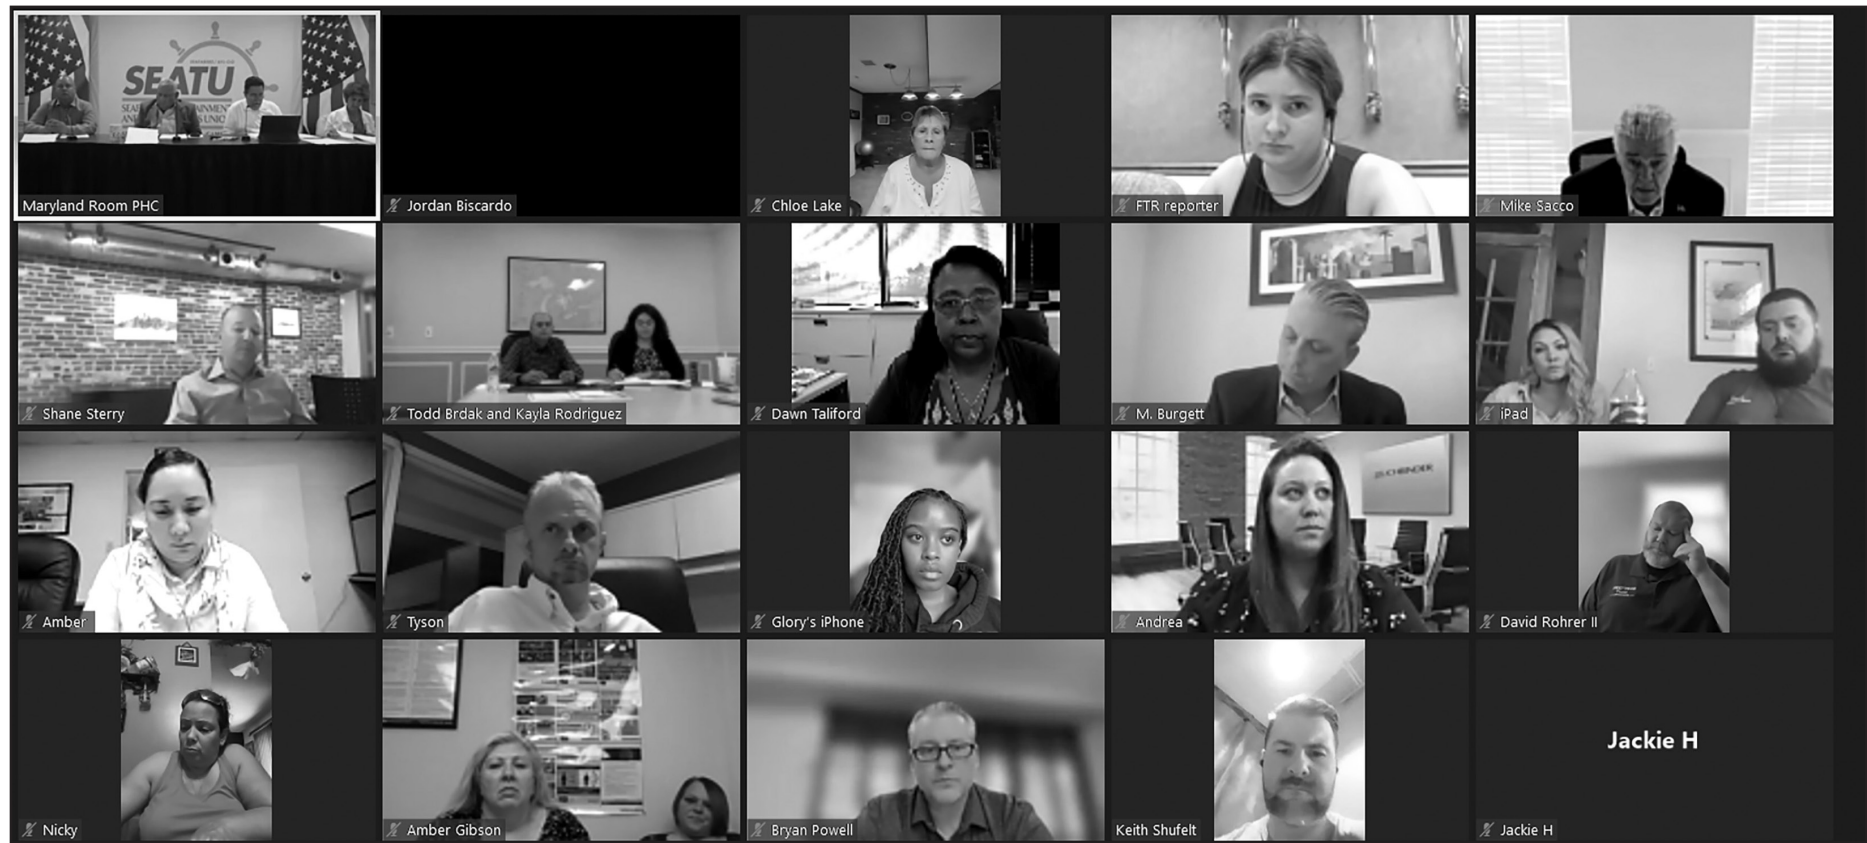 SEATU
Maryland Room PHC
Jordan Biscardo
Chloe Lake
FTR reporter
Mike Sacco
Shane Sterry
Todd Brdak and Kayla Rodriguez
Dawn Taliford
M. Burgett
iPad
Amber
Tyson
Glory's iPhone
Andrea
David Rohrer II
Nicky
Amber Gibson
Bryan Powell
Keith Shufelt
Jackie H
Jackie H